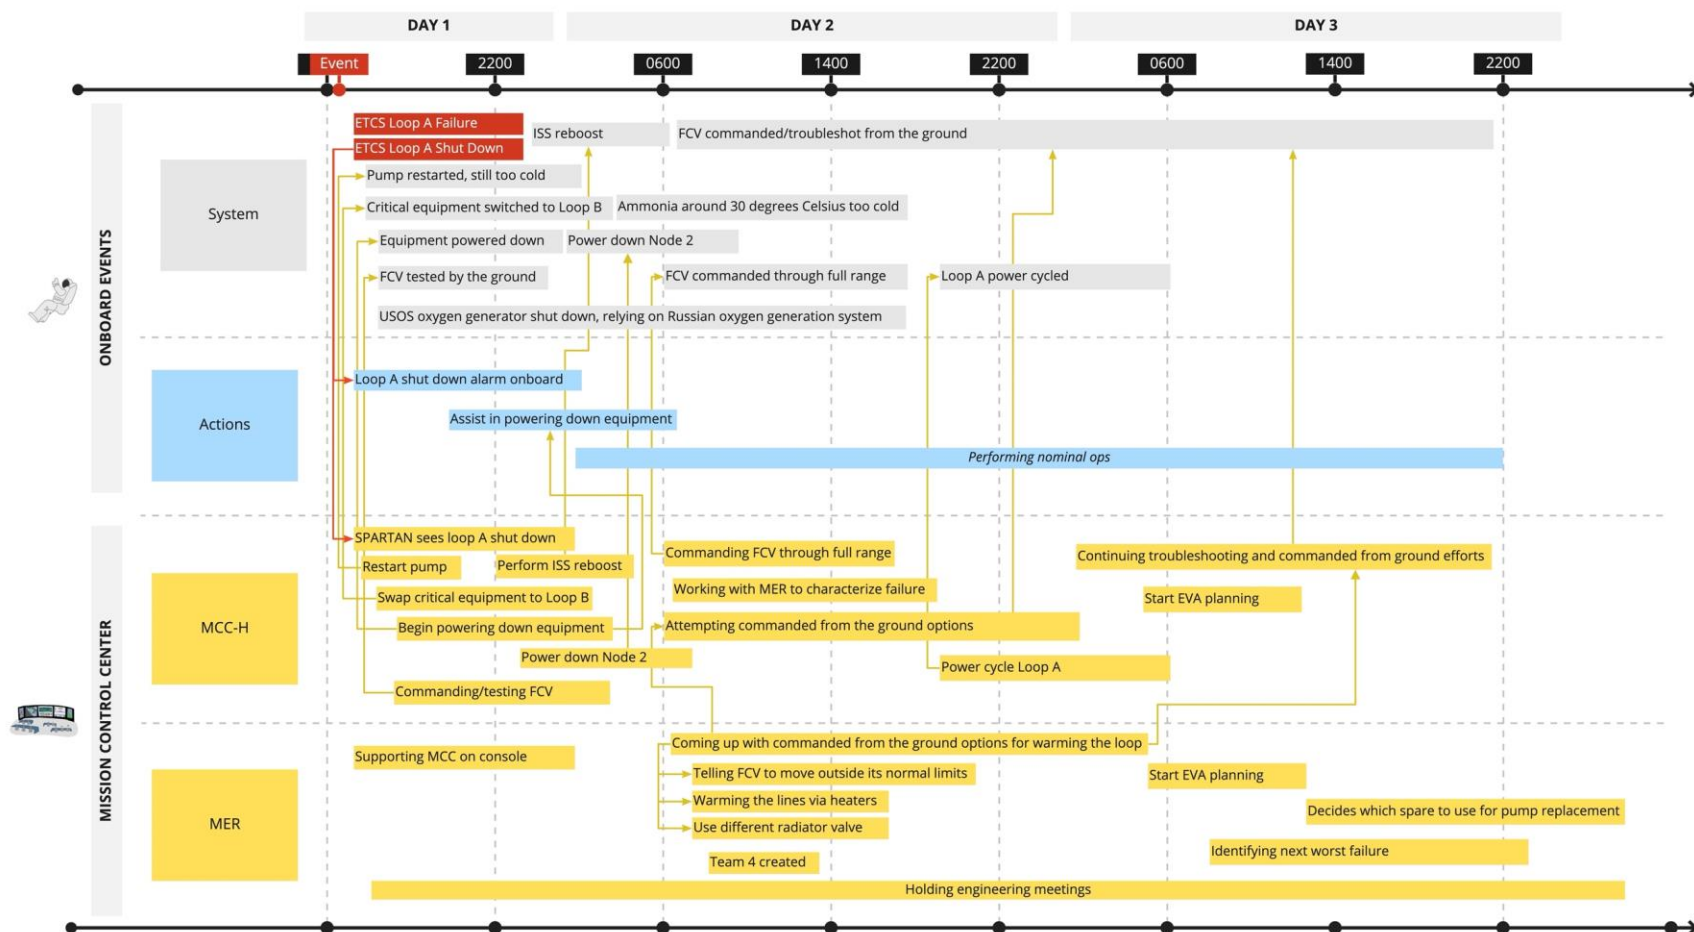 DAY 1
DAY 2
DAY 3
Event
2200
0600
1400
2200
0600
1400
2200
ONBOARD EVENTS
System
ETCS Loop A Failure
ETCS Loop A Shut Down
ISS reboost
FCV commanded/troubleshot from the ground
Pump restarted, still too cold
Critical equipment switched to Loop B
Ammonia around 30 degrees Celsius too cold
Equipment powered down
Power down Node 2
FCV tested by the ground
FCV commanded through full range
Loop A power cycled
USOS oxygen generator shut down, relying on Russian oxygen generation system
Actions
Loop A shut down alarm onboard
Assist in powering down equipment
Performing nominal ops
MISSION CONTROL CENTER
MCC-H
SPARTAN sees loop A shut down
Commanding FCV through full range
Continuing troubleshooting and commanded from ground efforts
Restart pump
Perform ISS reboost
Working with MER to characterize failure
Swap critical equipment to Loop B
Start EVA planning
Begin powering down equipment
Attempting commanded from the ground options
Power down Node 2
Power cycle Loop A
Commanding/testing FCV
MER
Coming up with commanded from the ground options for warming the loop
Supporting MCC on console
Telling FCV to move outside its normal limits
Start EVA planning
Warming the lines via heaters
Decides which spare to use for pump replacement
Use different radiator valve
Identifying next worst failure
Team 4 created
Holding engineering meetings